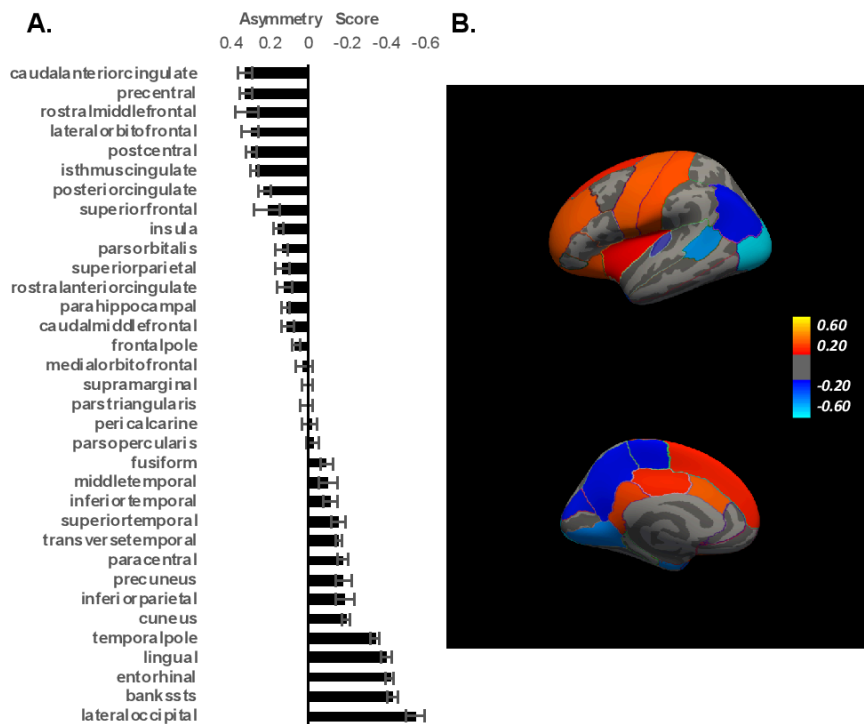 A.
Asymmetry Score
0.4 0.2 0 -0.2 -0.4 -0.6
caudalanteriorcingulate
precentral
rostralmiddlefrontal
lateralorbitofrontal
postcentral
isthmuscingulate
posteriorcingulate
superiorfrontal
insula
parsorbitalis
superiorparietal
rostralanteriorcingulate
parahippocampal
caudalmiddlefrontal
frontalpole
medialorbitofrontal
supramarginal
parstriangularis
pericalcarine
parsopercularis
fusiform
middletemporal
inferiortemporal
superiortemporal
transversetemporal
paracentral
precuneus
inferiorparietal
cuneus
temporalpole
lingual
entorhinal
bankssts
lateraloccipital
B.
0.60
0.20
-0.20
-0.60